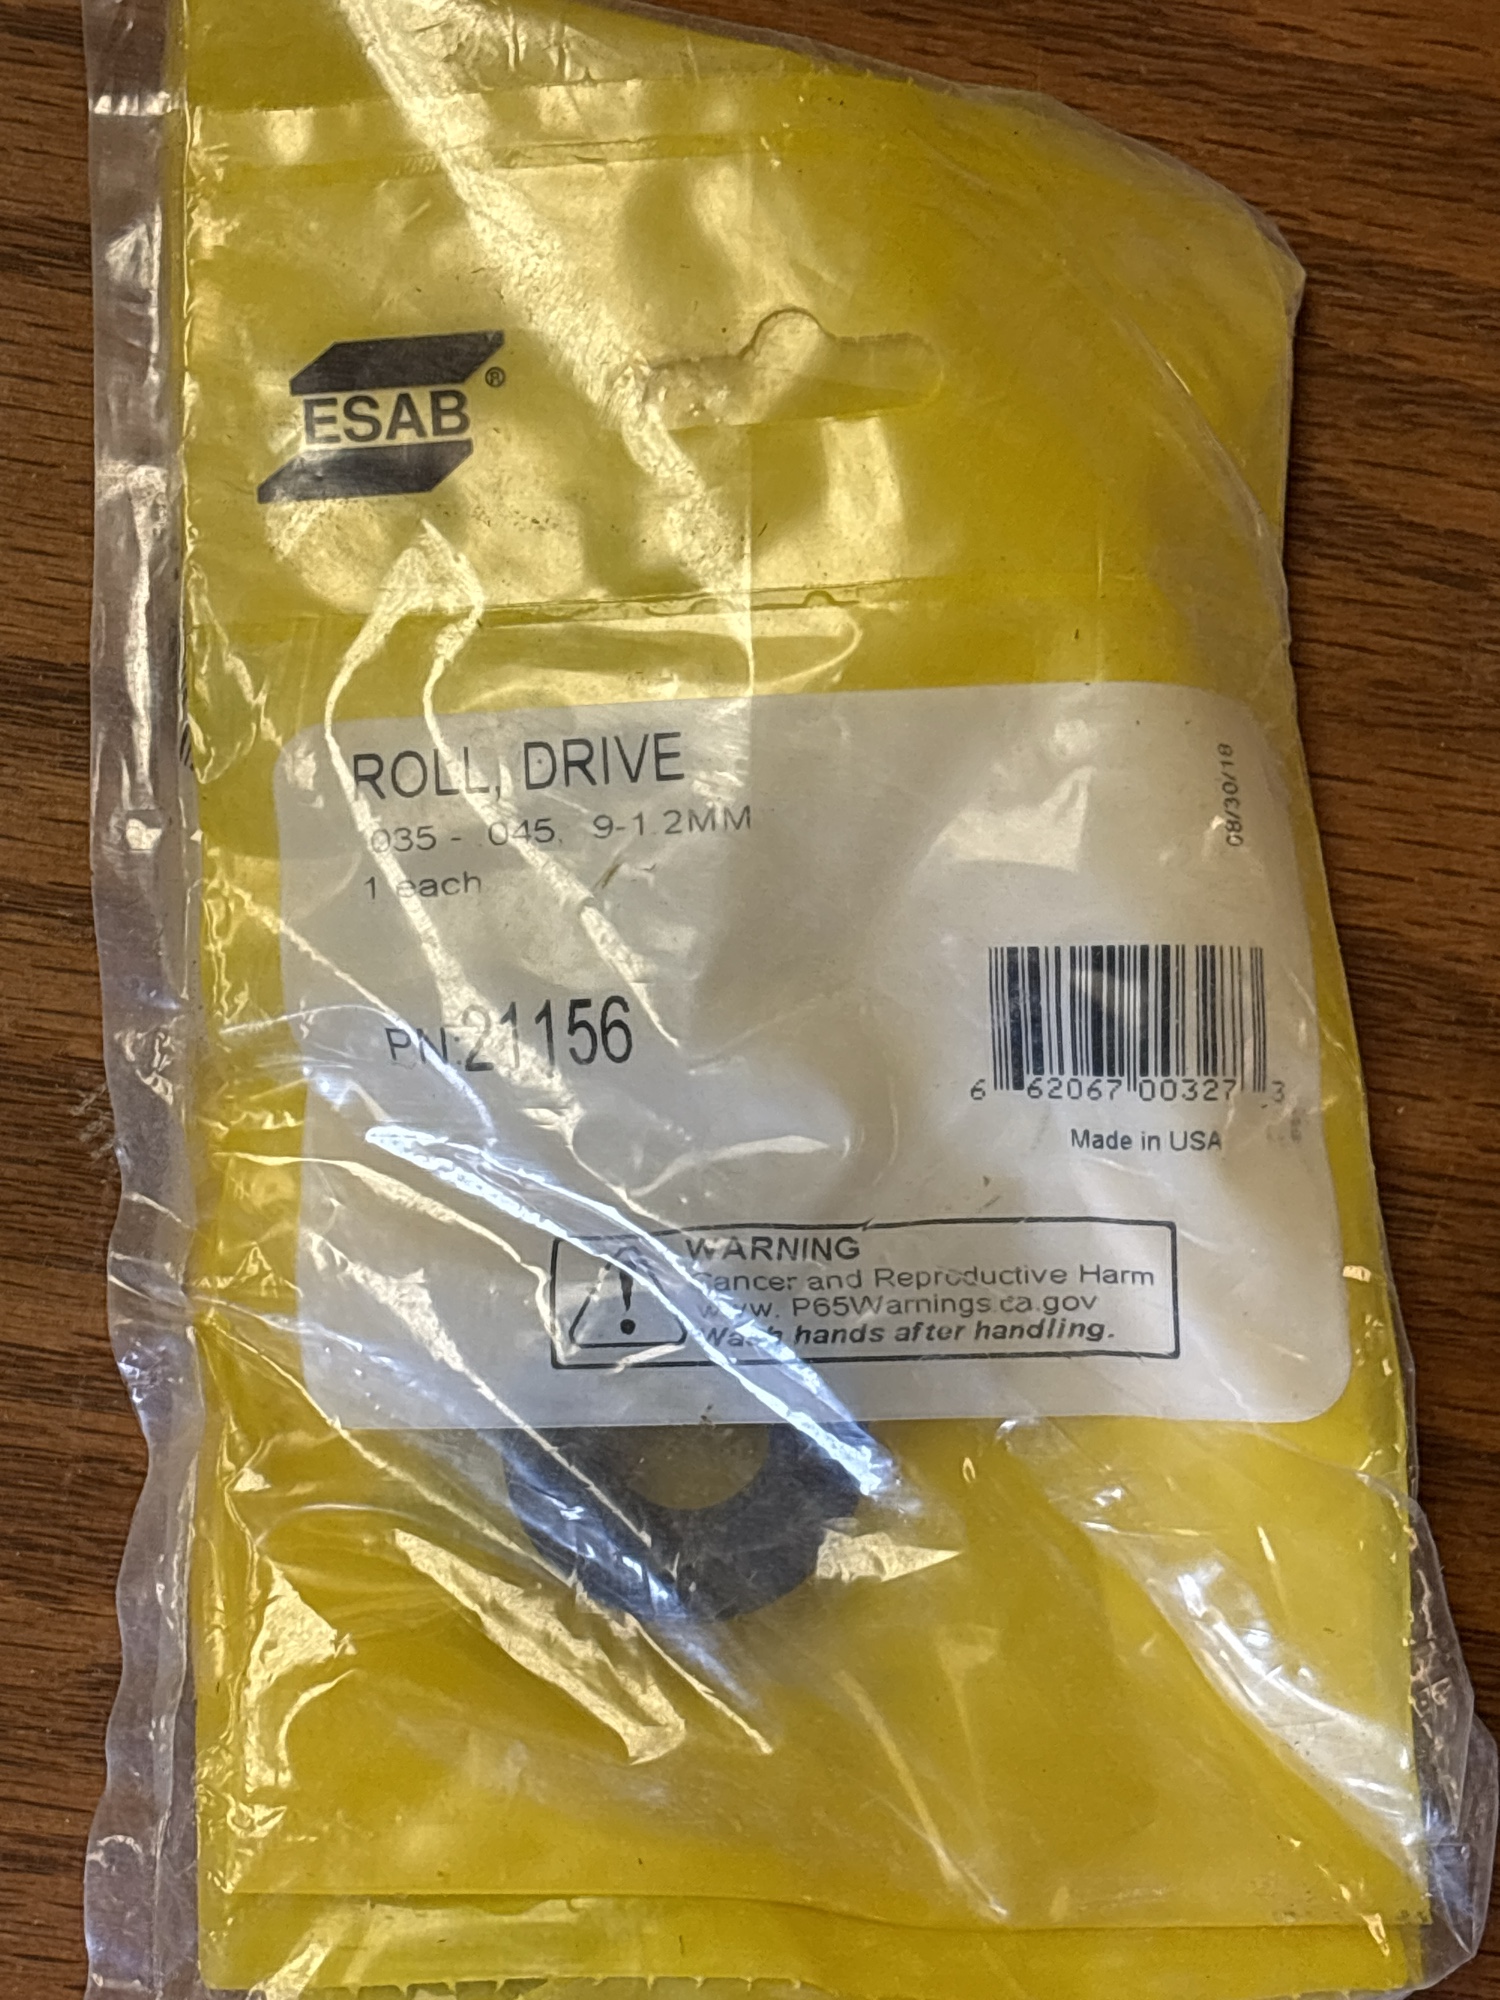 ESAB®
ROLL, DRIVE
.035 - .045, .9-1.2MM
1 each
08/30/18
PN:21156
6 62067 00327 3
Made in USA
WARNING
Cancer and Reproductive Harm
www. P65Warnings.ca.gov
Wash hands after handling.